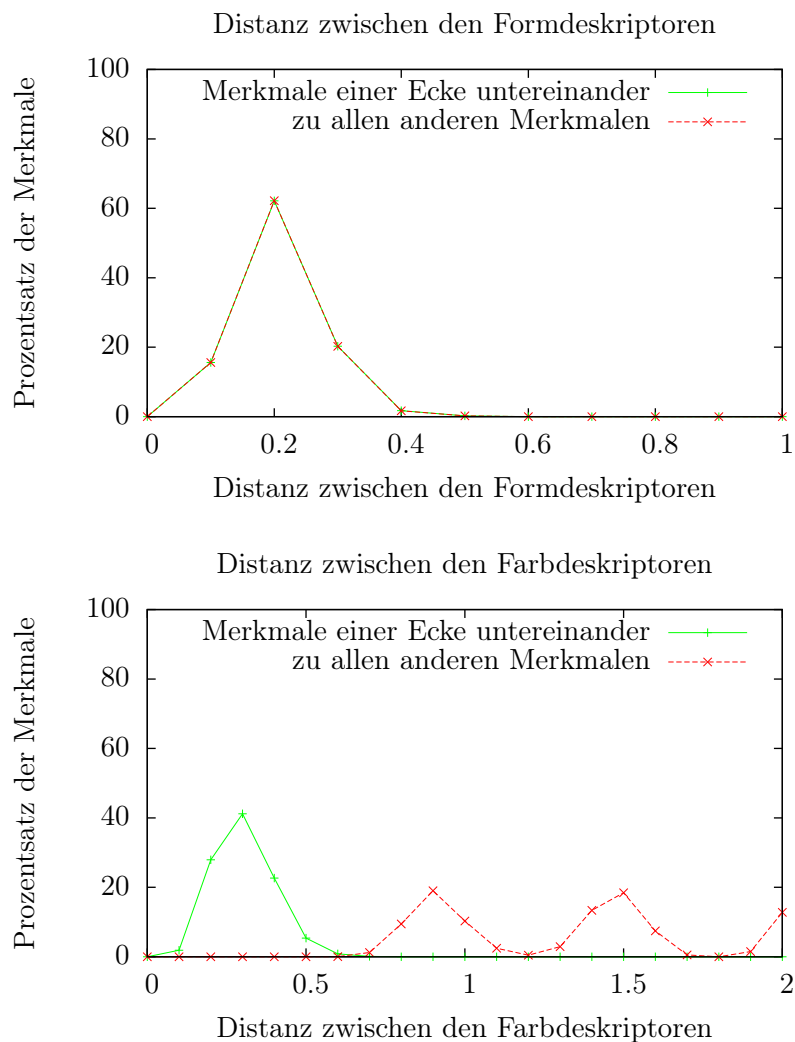 Distanz zwischen den Formdeskriptoren
100
80
60
40
20
0
Prozentsatz der Merkmale
Merkmale einer Ecke untereinander
zu allen anderen Merkmalen
0 0.2 0.4 0.6 0.8 1
Distanz zwischen den Formdeskriptoren
Distanz zwischen den Farbdeskriptoren
100
80
60
40
20
0
Prozentsatz der Merkmale
Merkmale einer Ecke untereinander
zu allen anderen Merkmalen
0 0.5 1 1.5 2
Distanz zwischen den Farbdeskriptoren